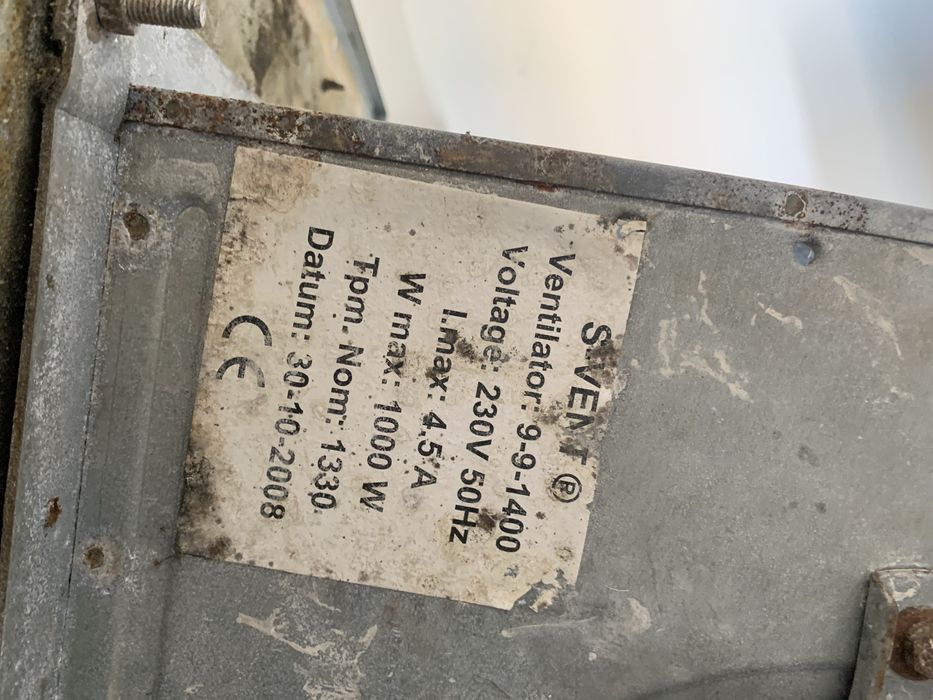 S.VENT ®
Ventilator: 9-9-1400
Voltage: 230V 50Hz
I.max: 4.5 A
W max: 1000 W
Tpm. Nom: 1330.
Datum: 30-10-2008
CE